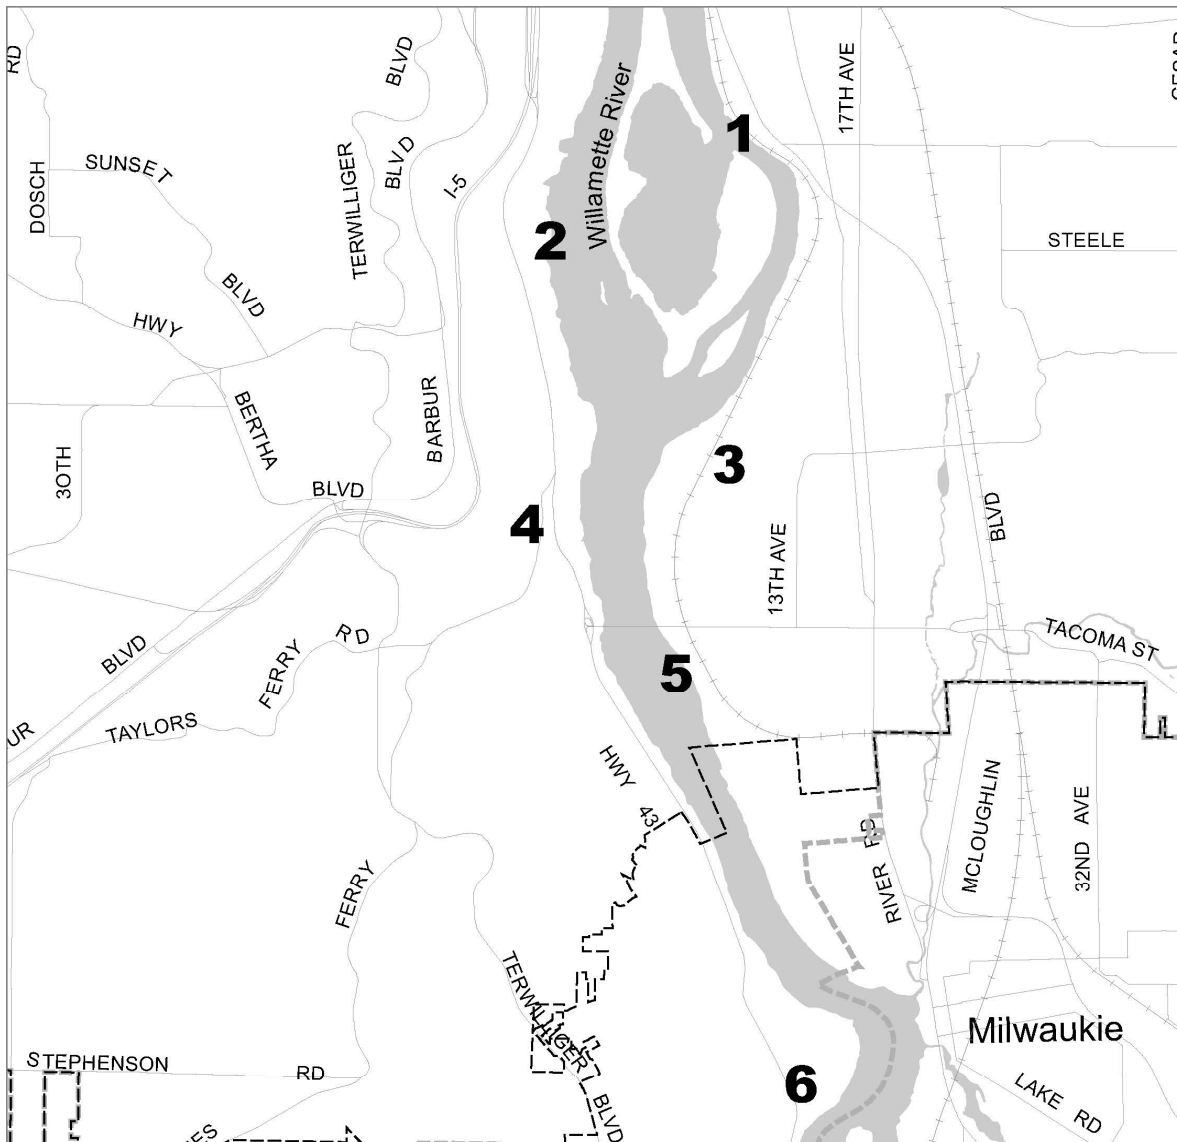 RD
BLVD
17TH AVE
Willamette River
1
SUNSET
BLVD
TERWILLIGER
I-5
DOSCH
2
STEELE
BLVD
HWY
BERTHA
BARBUR
30TH
3
BLVD
4
BLVD
13TH AVE
RD
TACOMA ST
BLVD
FERRY
5
TAYLORS
UR
HWY
43
MCLOUGHLIN
32ND AVE
RIVER RD
FERRY
TERWILLIGER
Milwaukie
STEPHENSON
RD
6
LAKE RD
BLVD